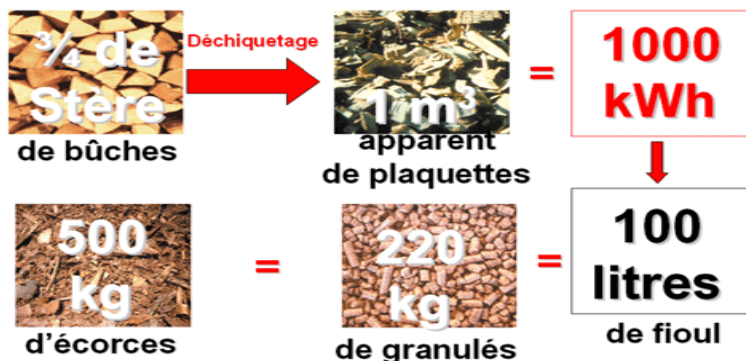 ¾ de
Stère
de bûches
Déchiquetage
1 m³
apparent
de plaquettes
=
1000
kWh
500
kg
d'écorces
=
220
kg
de granulés
=
100
litres
de fioul